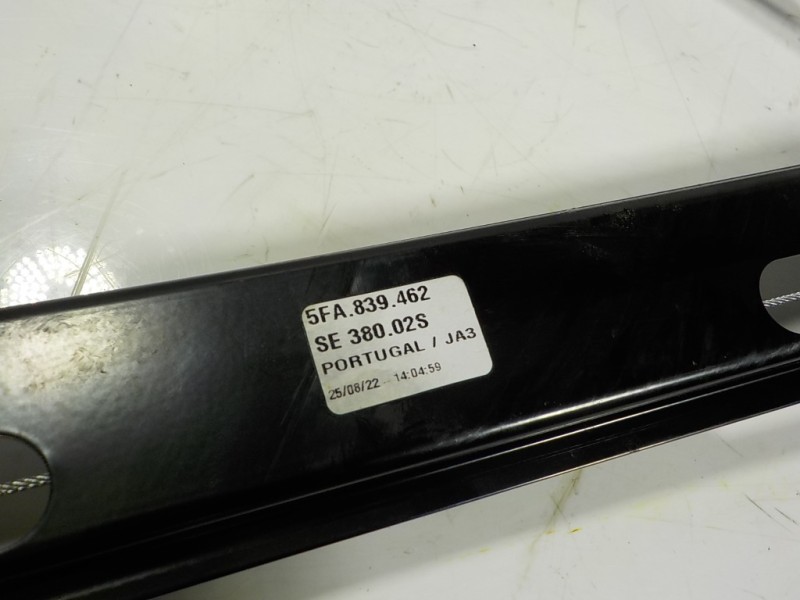 5FA.839.462
SE 380.02S
PORTUGAL / JA3
25/08/22 - 14:04:59